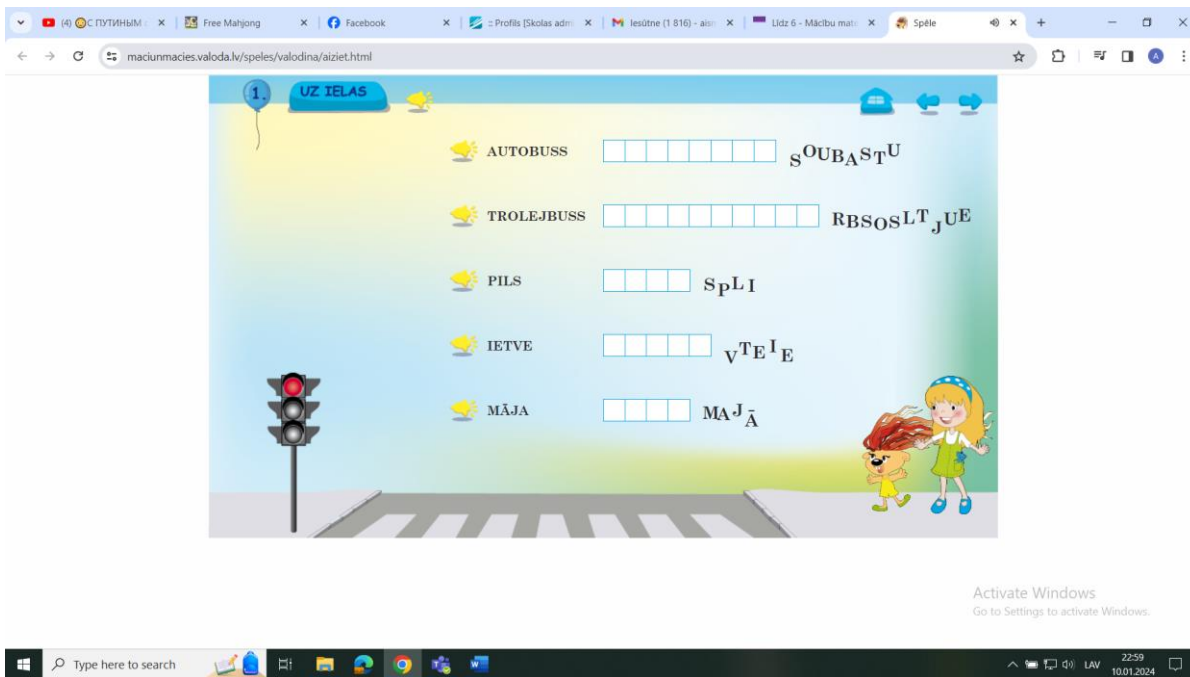 (4) С ПУТИНЫМ
Free Mahjong
Facebook
:: Profils [Skolas adm
Iesūtne (1 816) -
Līdz 6 - Mācību mat
Spēle
maciunmacies.valoda.lv/speles/valodina/aiziet.html
A
1. UZ IELAS
AUTOBUSS SOUBASTU
TROLEJBUSS RBSOSLTJUE
PILS SPLI
IETVE VTEIE
MĀJA MAJĀ
Activate Windows
Go to Settings to activate Windows.
Type here to search
LAV
22:59
10.01.2024